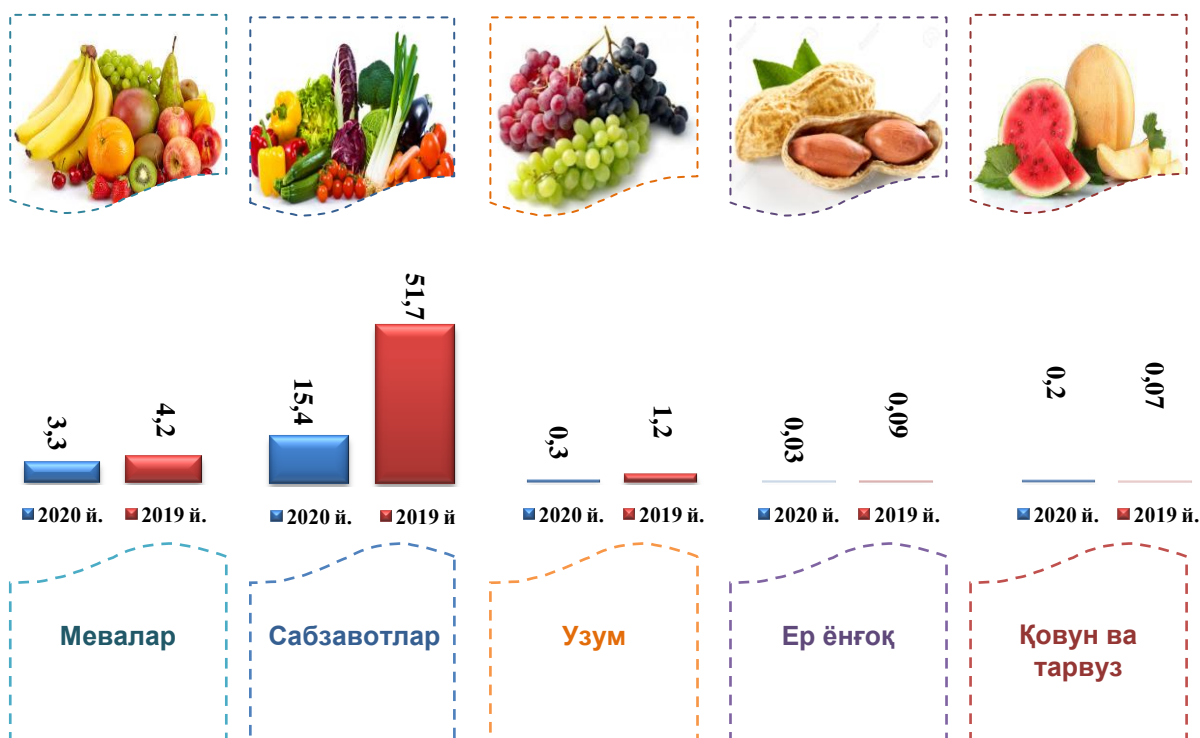 51,7
15,4
3,3
4,2
0,3
1,2
0,03
0,09
0,2
0,07
2020 й. 2019 й.
2020 й. 2019 й
2020 й. 2019 й.
2020 й. 2019 й.
2020 й. 2019 й.
Мевалар
Сабзавотлар
Узум
Ер ёнғоқ
Қовун ва
тарвуз